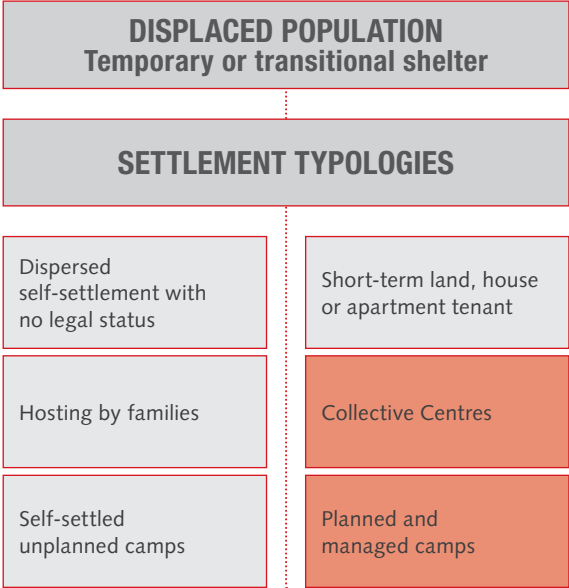 DISPLACED POPULATION
Temporary or transitional shelter
SETTLEMENT TYPOLOGIES
Dispersed
self-settlement with
no legal status
Short-term land, house
or apartment tenant
Hosting by families
Collective Centres
Self-settled
unplanned camps
Planned and
managed camps